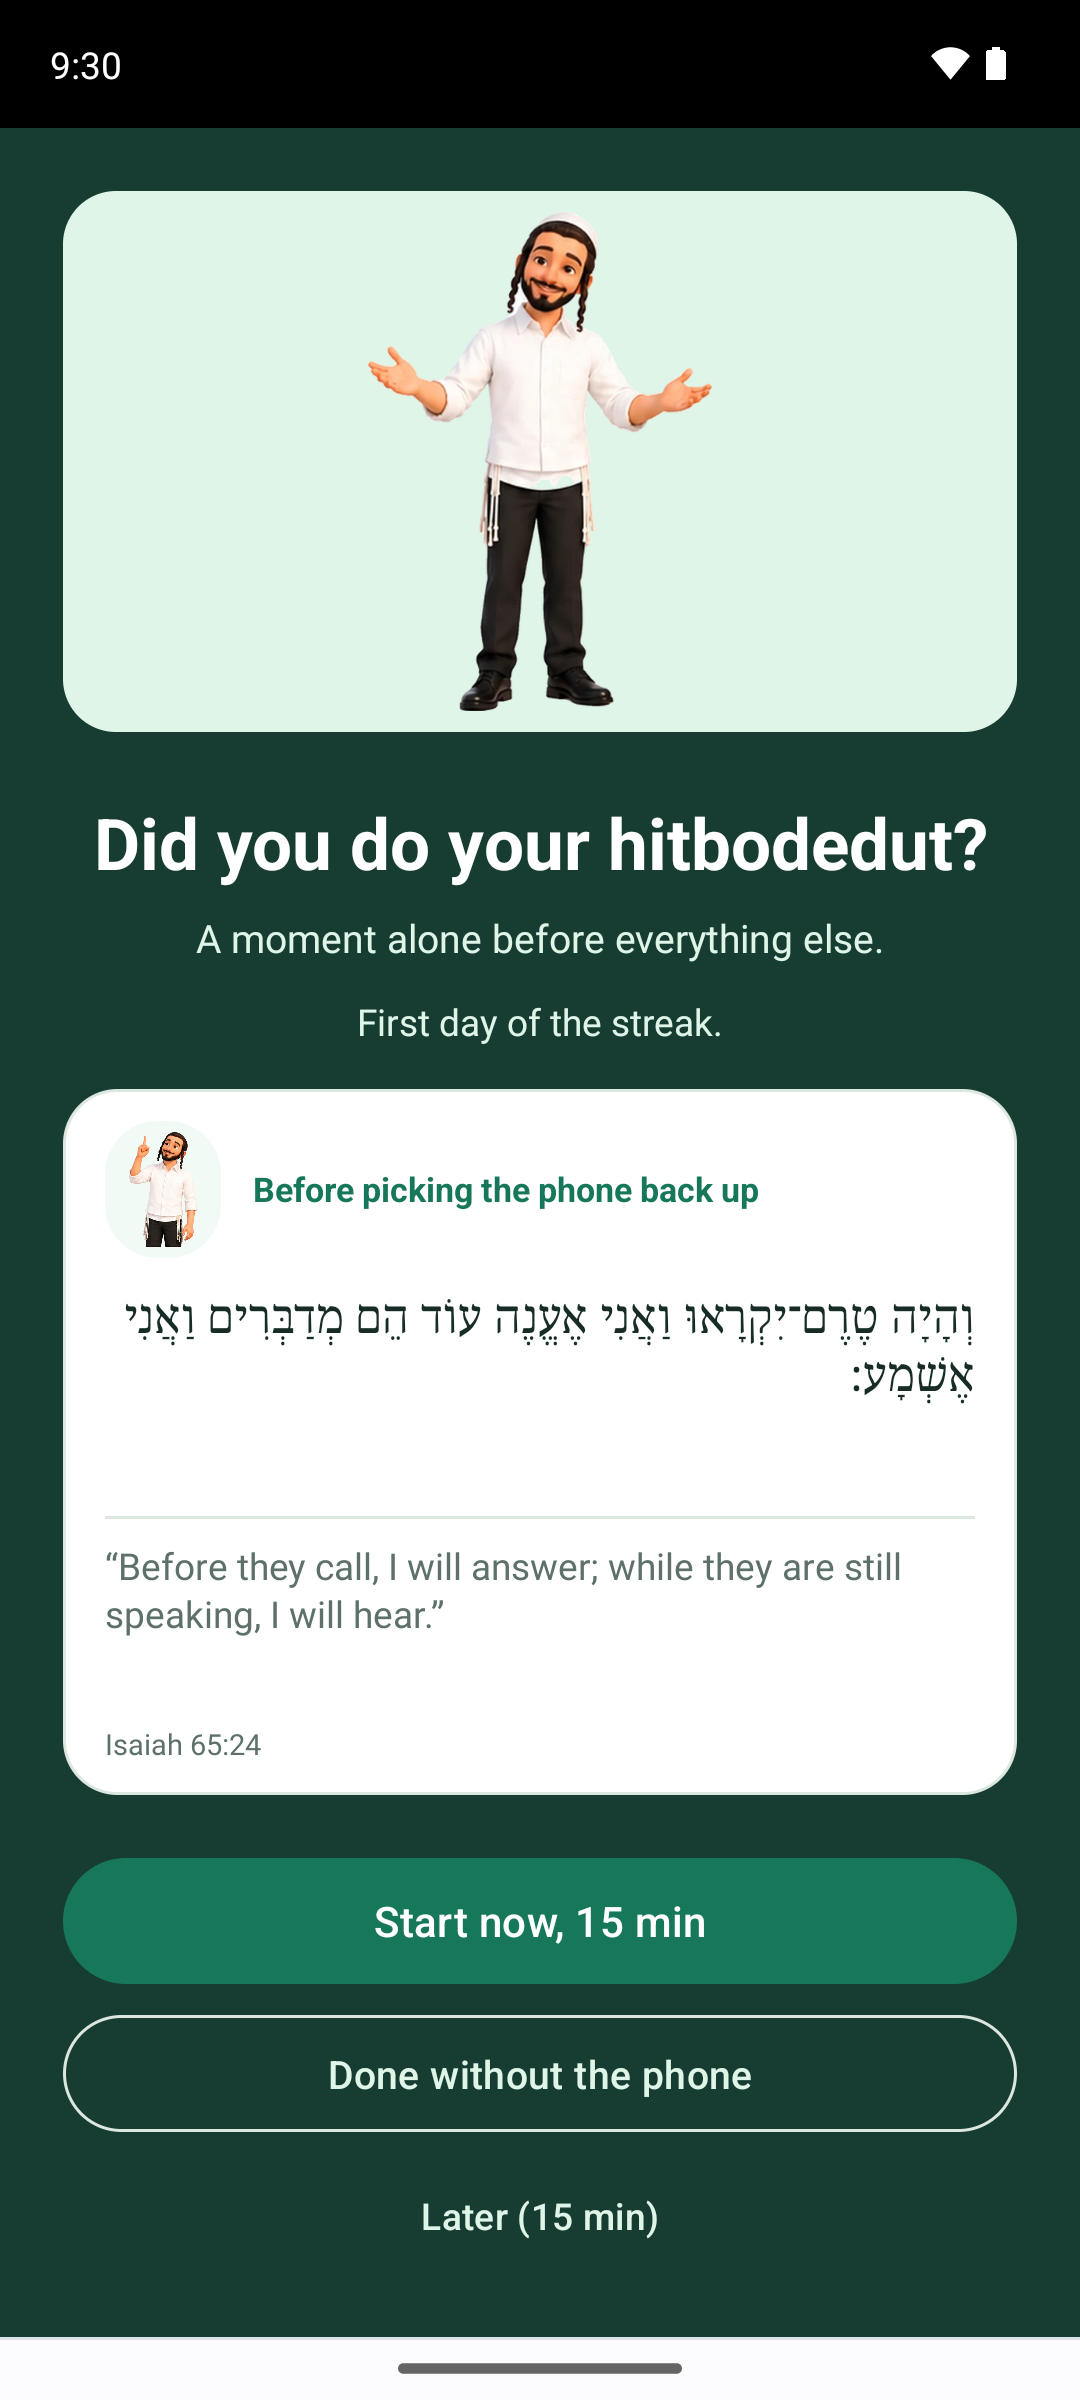 9:30
Did you do your hitbodedut?
A moment alone before everything else.
First day of the streak.
Before picking the phone back up
וְהָיָה טֶרֶם־יִקְרָאוּ וַאֲנִי אֶעֱנֶה עוֹד הֵם מְדַבְּרִים וַאֲנִי
אֶשְׁמָע׃
“Before they call, I will answer; while they are still
speaking, I will hear.”
Isaiah 65:24
Start now, 15 min
Done without the phone
Later (15 min)